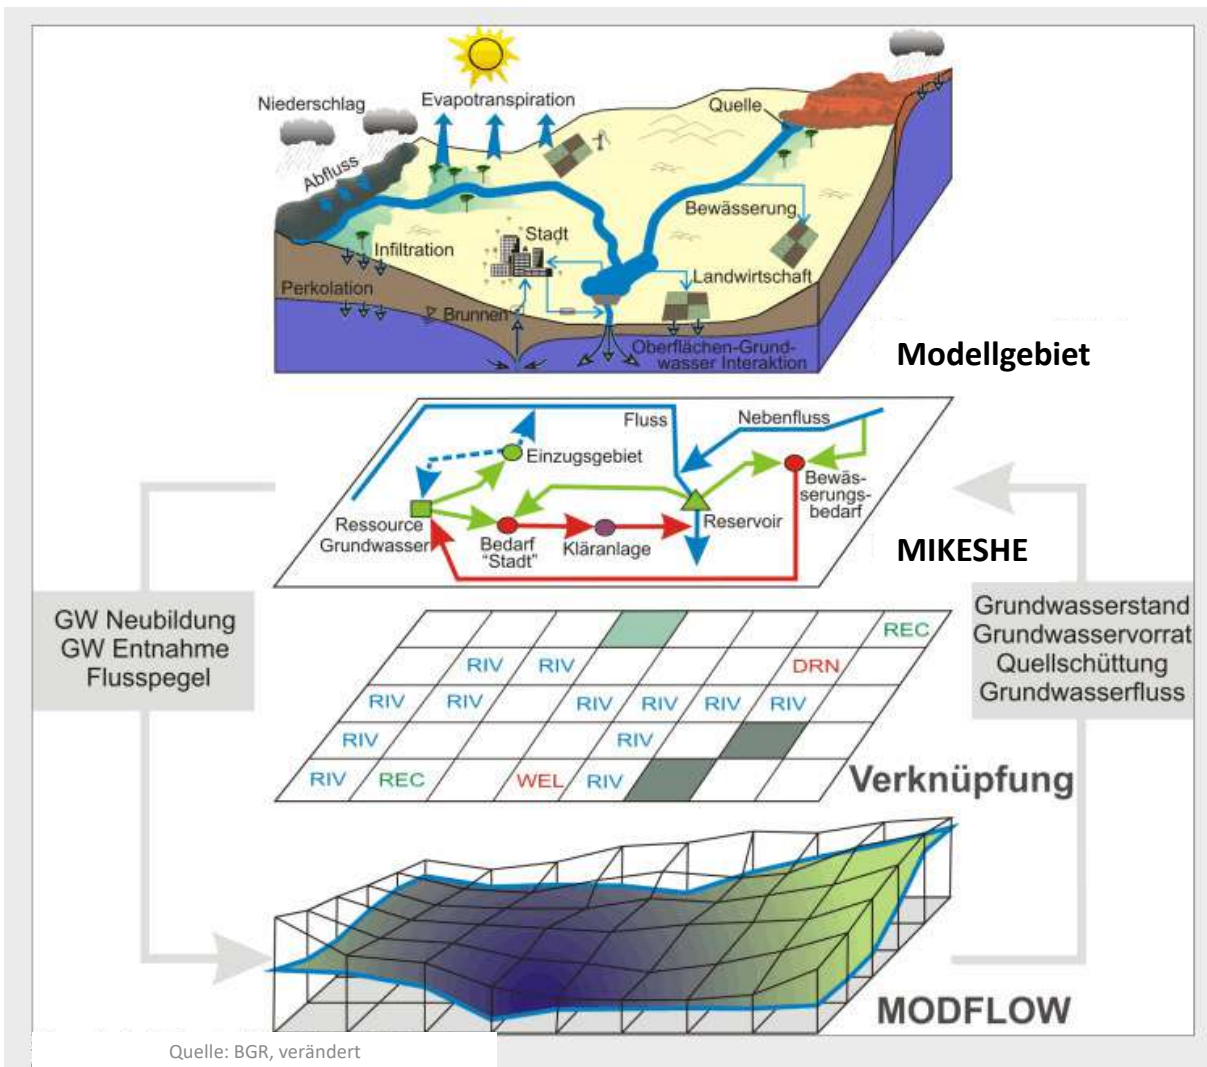 Niederschlag
Evapotranspiration
Quelle
Abfluss
Bewässerung
Infiltration
Stadt
Landwirtschaft
Perkolation
Brunnen
Oberflächen-Grund-
wasser Interaktion
Modellgebiet
Fluss
Nebenfluss
Einzugsgebiet
Ressource
Grundwasser
Bedarf
"Stadt"
Kläranlage
Reservoir
Bewäs-
serungs-
bedarf
MIKESHE
GW Neubildung
GW Entnahme
Flusspegel
Grundwasserstand
Grundwasservorrat
Quellschüttung
Grundwasserfluss
REC
RIV RIV DRN
RIV RIV RIV RIV RIV RIV
RIV RIV
RIV REC WEL RIV
Verknüpfung
MODFLOW
Quelle: BGR, verändert